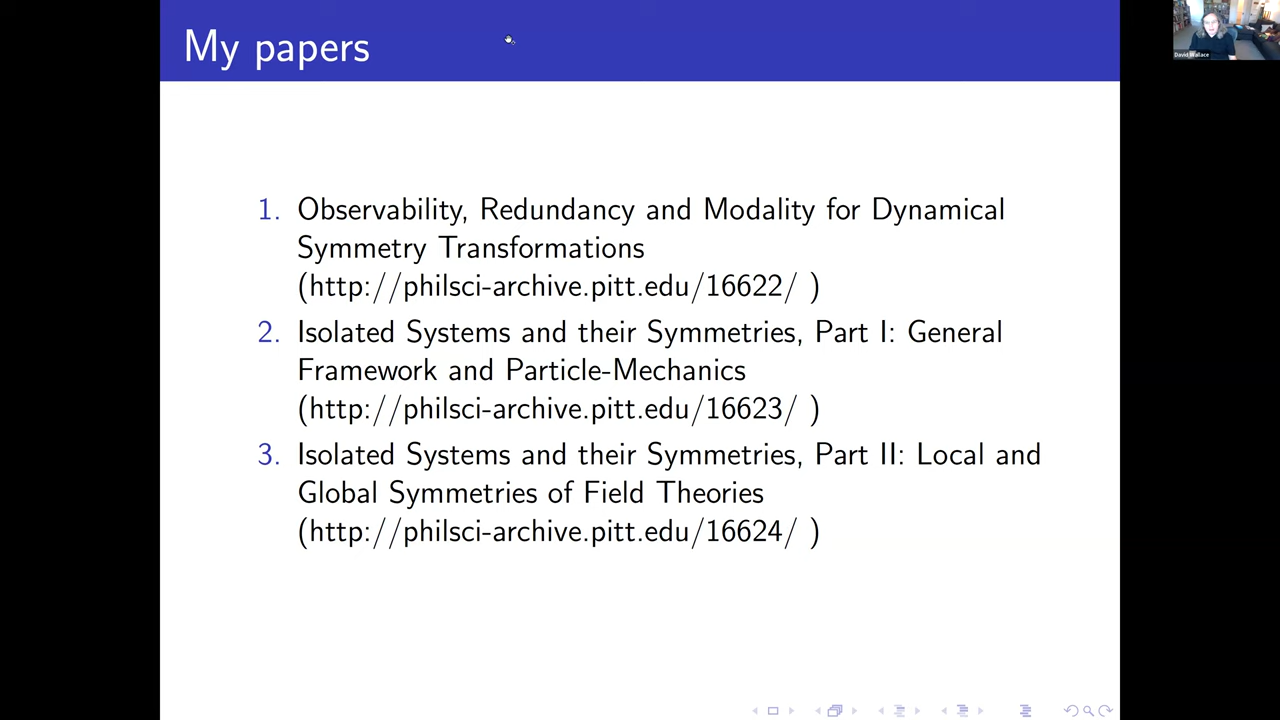 My papers
David Wallace
1. Observability, Redundancy and Modality for Dynamical
Symmetry Transformations
(http://philsci-archive.pitt.edu/16622/ )
2. Isolated Systems and their Symmetries, Part I: General
Framework and Particle-Mechanics
(http://philsci-archive.pitt.edu/16623/ )
3. Isolated Systems and their Symmetries, Part II: Local and
Global Symmetries of Field Theories
(http://philsci-archive.pitt.edu/16624/ )